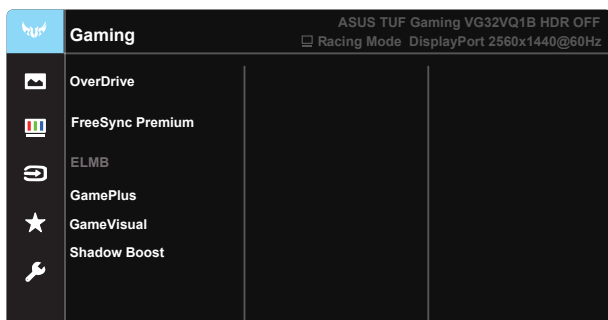 Gaming
ASUS TUF Gaming VG32VQ1B HDR OFF
Racing Mode DisplayPort 2560x1440@60Hz
OverDrive
FreeSync Premium
ELMB
GamePlus
GameVisual
Shadow Boost